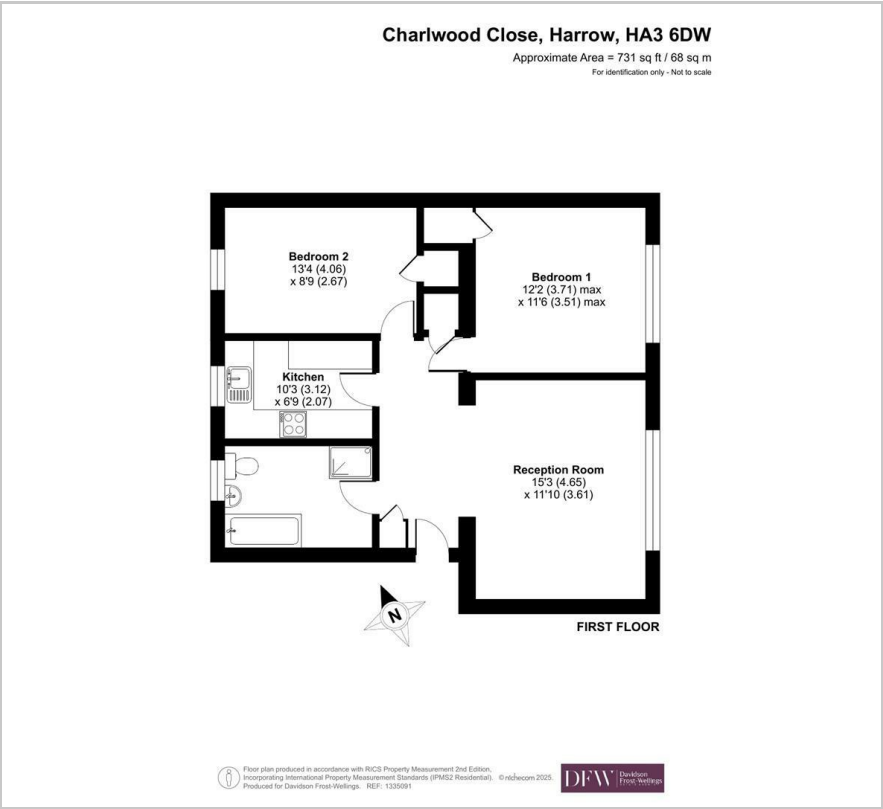 Charlwood Close, Harrow, HA3 6DW
Approximate Area = 731 sq ft / 68 sq m
For identification only - Not to scale
Bedroom 2
13'4 (4.06)
x 8'9 (2.67)
Bedroom 1
12'2 (3.71) max
x 11'6 (3.51) max
Kitchen
10'3 (3.12)
x 6'9 (2.07)
Reception Room
15'3 (4.65)
x 11'10 (3.61)
N
FIRST FLOOR
Floor plan produced in accordance with RICS Property Measurement 2nd Edition,
Incorporating International Property Measurement Standards (IPMS2 Residential). ©nichecom 2025.
Produced for Davidson Frost-Wellings. REF: 1335091
DFW
Davidson
Frost-Wellings